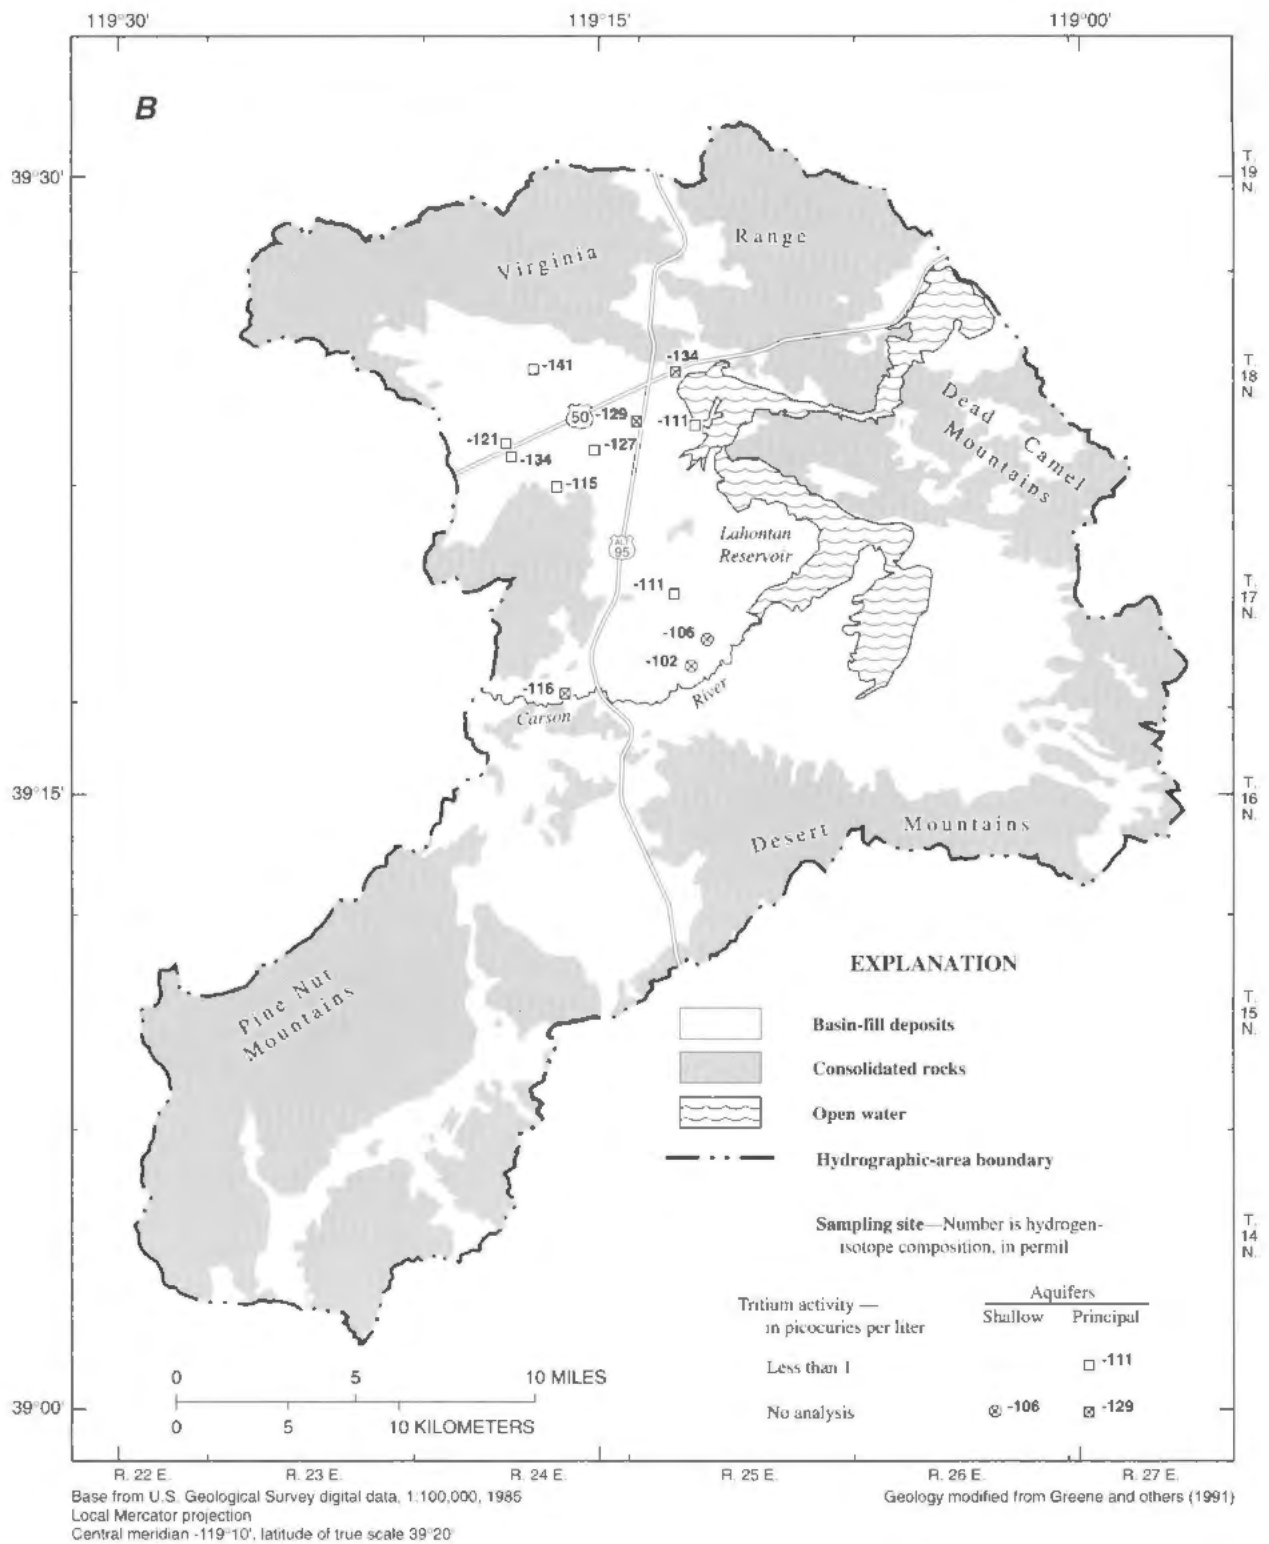 119°30'
119°15'
119°00'
B
39°30'
T.
19
N.
Virginia
Range
-141
-134
T.
18
N.
50
-129
-111
-121
-127
-134
-115
Dead Camel
Mountains
Lahontan
Reservoir
ALT
95
-111
T.
17
N.
-106
-102
-116
Carson
River
39°15'
T.
16
N.
Desert
Mountains
Pine Nut
Mountains
EXPLANATION
Basin-fill deposits
T.
15
N.
Consolidated rocks
Open water
Hydrographic-area boundary
Sampling site—Number is hydrogen-
isotope composition, in permil
T.
14
N.
Tritium activity —
in picocuries per liter
Aquifers
Shallow Principal
Less than 1 -111
No analysis -106 -129
0 5 10 MILES
0 5 10 KILOMETERS
39°00'
R. 22 E. R. 23 E. R. 24 E. R. 25 E. R. 26 E. R. 27 E.
Base from U.S. Geological Survey digital data, 1:100,000, 1985
Local Mercator projection
Central meridian -119°10', latitude of true scale 39°20'
Geology modified from Greene and others (1991)